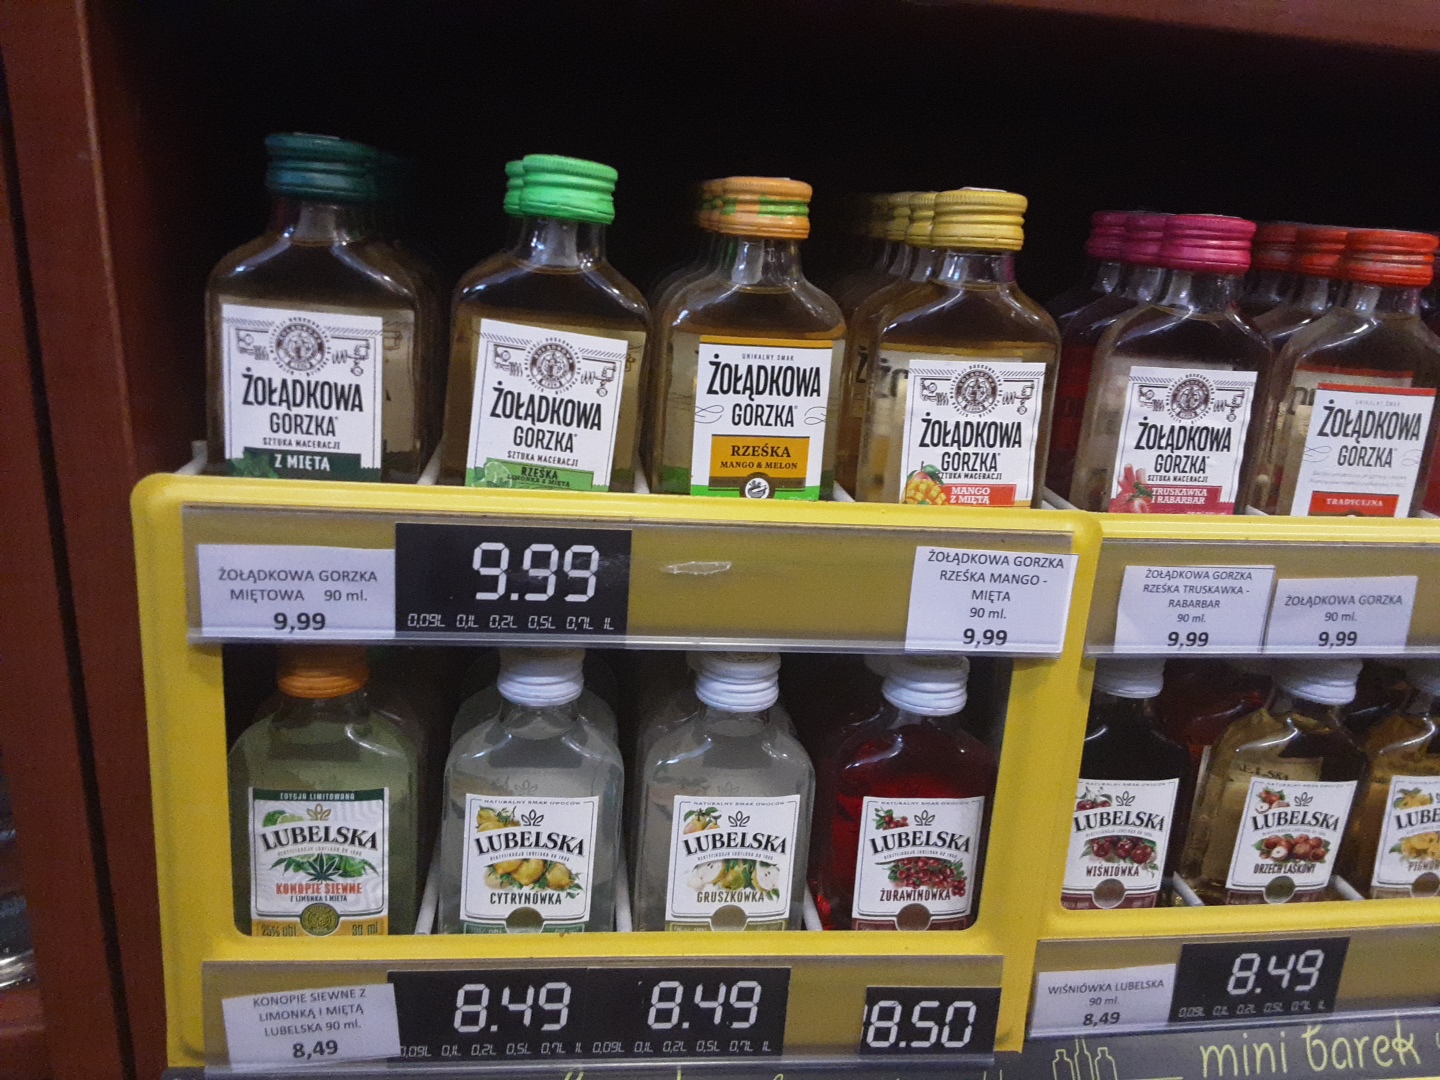 ŻOŁĄDKOWA
GORZKA
SZTUKA MACERACJI
Z MIĘTĄ
ŻOŁĄDKOWA
GORZKA
SZTUKA MACERACJI
RZEŚKA
LIMONKA & MIĘTA
UNIKALNY SMAK
ŻOŁĄDKOWA
GORZKA
RZEŚKA
MANGO & MELON
ŻOŁĄDKOWA
GORZKA
SZTUKA MACERACJI
MANGO
Z MIĘTĄ
ŻOŁĄDKOWA
GORZKA
SZTUKA MACERACJI
TRUSKAWKA
I RABARBAR
ŻOŁĄDKOWA
GORZKA
TRADYCYJNA
ŻOŁĄDKOWA GORZKA
MIĘTOWA 90 ml.
9,99
9.99
0,09L 0,1L 0,2L 0,5L 0,7L 1L
ŻOŁĄDKOWA GORZKA
RZEŚKA MANGO -
MIĘTA
90 ml.
9,99
ŻOŁĄDKOWA GORZKA
RZEŚKA TRUSKAWKA -
RABARBAR
90 ml.
9,99
ŻOŁĄDKOWA GORZKA
90 ml.
9,99
EDYCJA LIMITOWANA
LUBELSKA
KONOPIE SIEWNE
Z LIMONKĄ I MIĘTĄ
NATURALNY SMAK OWOCÓW
LUBELSKA
CYTRYNÓWKA
NATURALNY SMAK OWOCÓW
LUBELSKA
GRUSZKÓWKA
NATURALNY SMAK OWOCÓW
LUBELSKA
ŻURAWINÓWKA
LUBELSKA
WIŚNIÓWKA
LUBELSKA
ORZECH LASKOWY
LUBE
PIGWO
KONOPIE SIEWNE Z
LIMONKĄ I MIĘTĄ
LUBELSKA 90 ml.
8,49
8.49
0,09L 0,1L 0,2L 0,5L 0,7L 1L
8.49
0,09L 0,1L 0,2L 0,5L 0,7L 1L
8.50
WIŚNIÓWKA LUBELSKA
90 ml.
8,49
8.49
0,09L 0,1L 0,2L 0,5L 0,7L 1L
mini barek